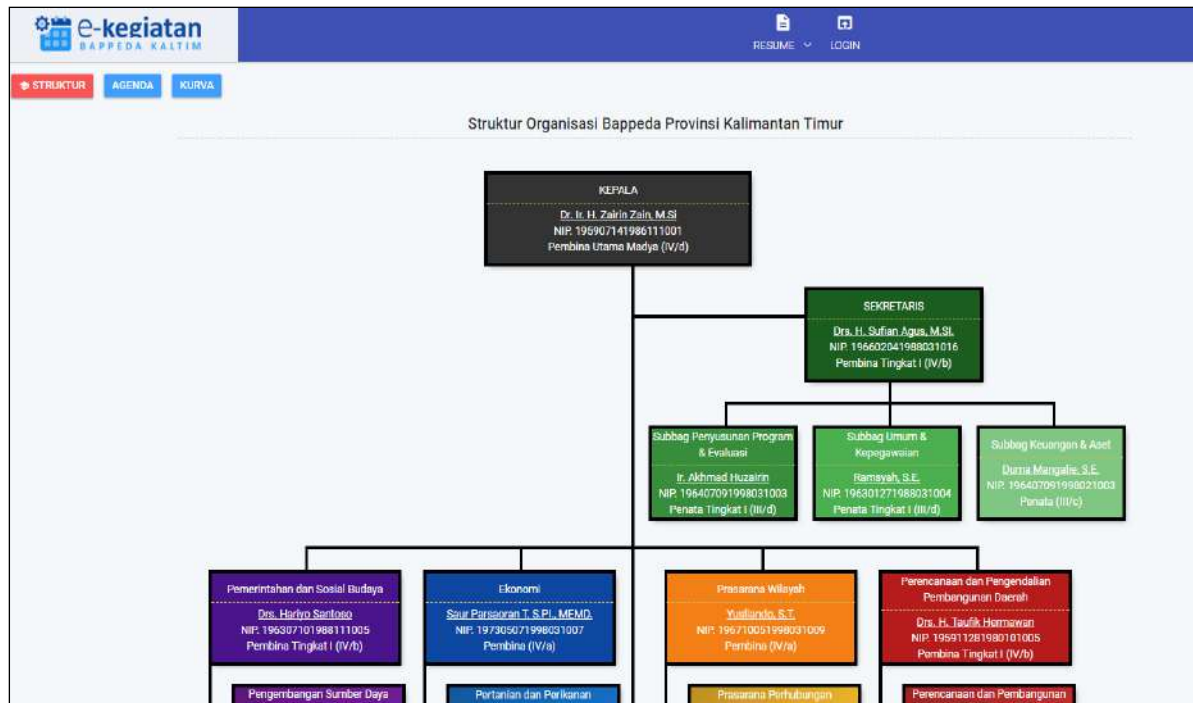 e-kegiatan
BAPPEDA KALTIM
RESUME
LOGIN
STRUKTUR
AGENDA
KURVA
Struktur Organisasi Bappeda Provinsi Kalimantan Timur
KEPALA
Dr. Ir. H. Zairin Zain, M.Si
NIP. 195907141986111001
Pembina Utama Madya (IV/d)
SEKRETARIS
Drs. H. Sufian Agus, M.SI.
NIP. 196602041988031016
Pembina Tingkat I (IV/b)
Subbag Penyusunan Program
& Evaluasi
Ir. Akhmad Huzairin
NIP. 196407091998031003
Penata Tingkat I (III/d)
Subbag Umum &
Kepegawaian
Ramayah, S.E.
NIP. 196301271988031004
Penata Tingkat I (III/d)
Subbag Keuangan & Aset
Duma Mangalie, S.E.
NIP. 196407091998021003
Penata (III/c)
Pemerintahan dan Sosial Budaya
Drs. Hariyo Santoso
NIP. 196307101988111005
Pembina Tingkat I (IV/b)
Ekonomi
Saur Parsaoran T, S.PI., MEMD.
NIP. 197305071998031007
Pembina (IV/a)
Prasarana Wilayah
Yusliando, S.T.
NIP. 196710051998031009
Pembina (IV/a)
Perencanaan dan Pengendalian
Pembangunan Daerah
Drs. H. Taufik Hermawan
NIP. 195911281980101005
Pembina Tingkat I (IV/b)
Pengembangan Sumber Daya
Pertanian dan Perikanan
Prasarana Perhubungan
Perencanaan dan Pembangunan